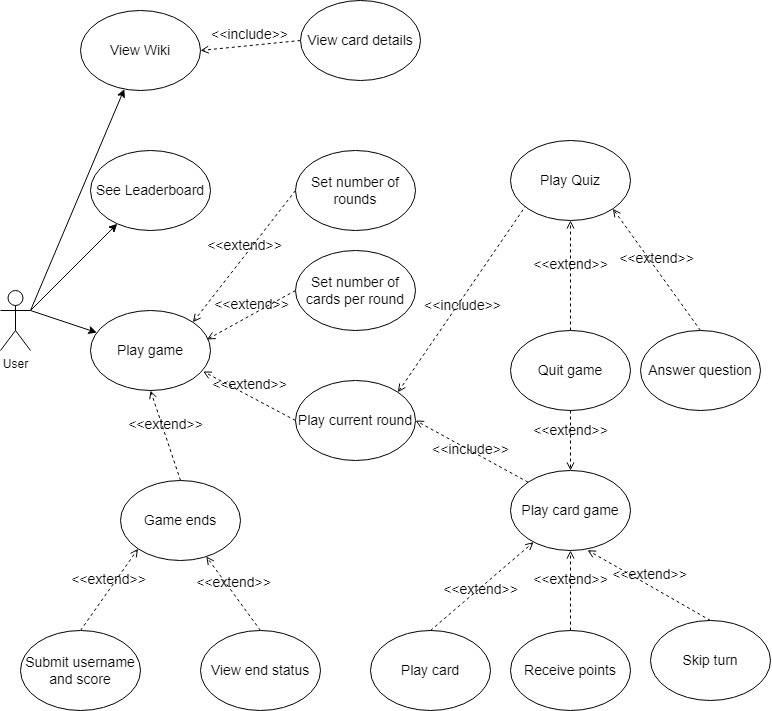 <<include>>
View card details
View Wiki
Set number of
rounds
Play Quiz
See Leaderboard
<<extend>>
<<extend>>
<<extend>>
Set number of
cards per round
<<extend>>
<<include>>
User
Play game
Quit game
Answer question
<<extend>>
Play current round
<<extend>>
<<extend>>
<<include>>
Game ends
Play card game
<<extend>>
<<extend>>
<<extend>>
<<extend>>
<<extend>>
Submit username
and score
View end status
Play card
Receive points
Skip turn